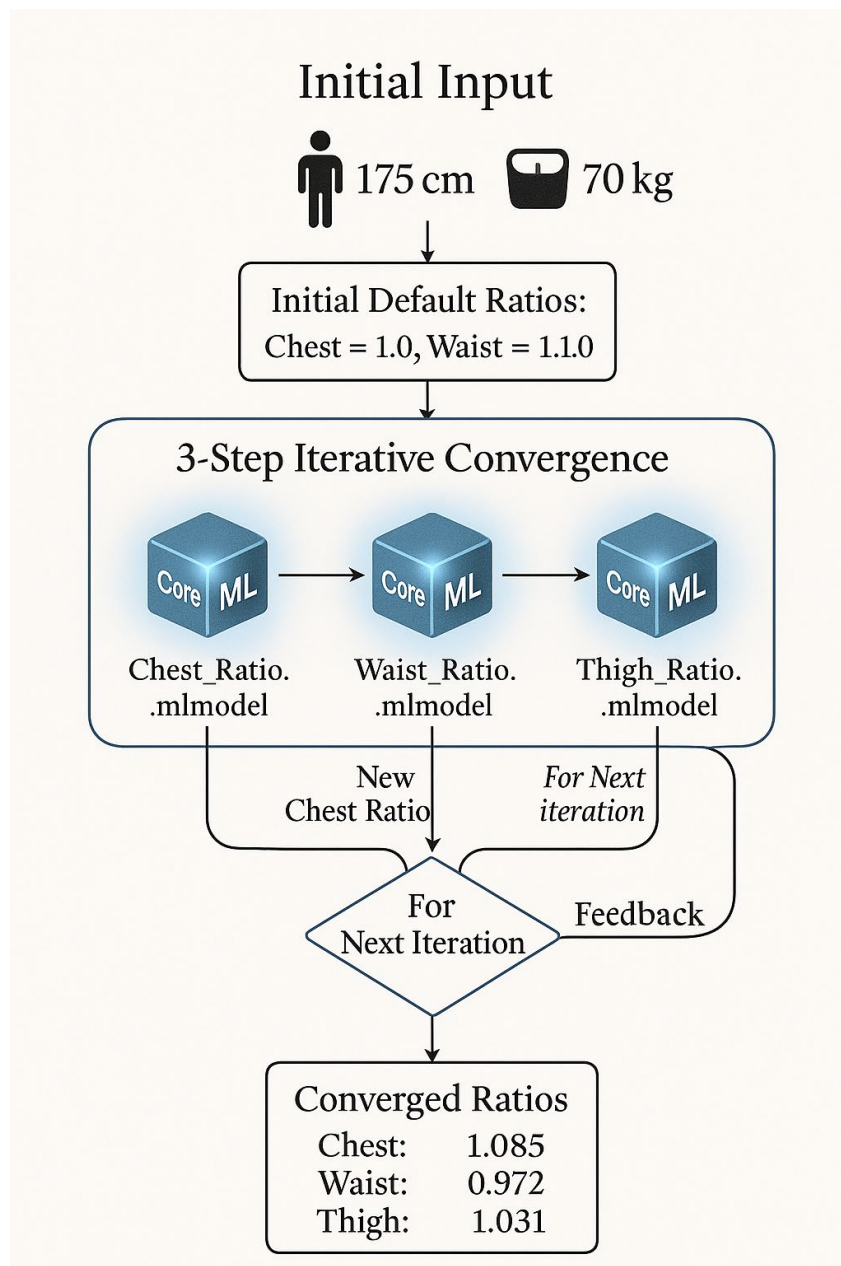 Initial Input
175 cm 70 kg
Initial Default Ratios:
Chest = 1.0, Waist = 1.1.0
3-Step Iterative Convergence
Core ML Core ML Core ML
Chest_Ratio. Waist_Ratio. Thigh_Ratio.
.mlmodel .mlmodel .mlmodel
New For Next
Chest Ratio iteration
For
Next Iteration
Feedback
Converged Ratios
Chest: 1.085
Waist: 0.972
Thigh: 1.031